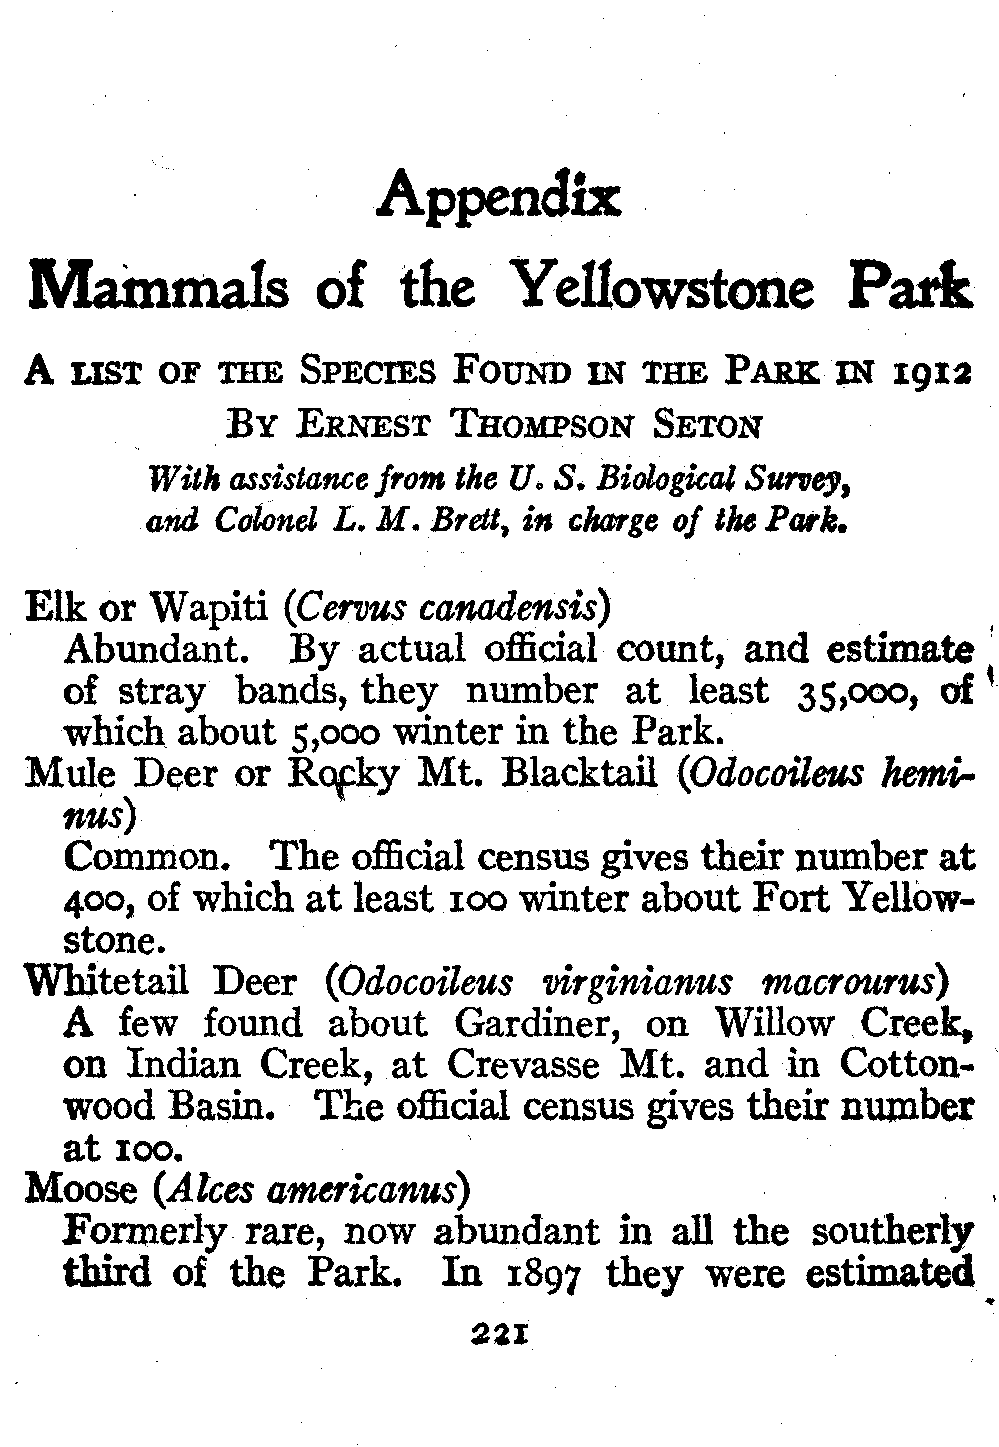 Appendix
Mammals of the Yellowstone Park
A LIST OF THE SPECIES FOUND IN THE PARK IN 1912
BY ERNEST THOMPSON SETON
With assistance from the U. S. Biological Survey,
and Colonel L. M. Brett, in charge of the Park.
Elk or Wapiti (Cervus canadensis)
Abundant. By actual official count, and estimate
of stray bands, they number at least 35,000, of
which about 5,000 winter in the Park.
Mule Deer or Rocky Mt. Blacktail (Odocoileus hemi-
nus)
Common. The official census gives their number at
400, of which at least 100 winter about Fort Yellow-
stone.
Whitetail Deer (Odocoileus virginianus macrourus)
A few found about Gardiner, on Willow Creek,
on Indian Creek, at Crevasse Mt. and in Cotton-
wood Basin. The official census gives their number
at 100.
Moose (Alces americanus)
Formerly rare, now abundant in all the southerly
third of the Park. In 1897 they were estimated
221